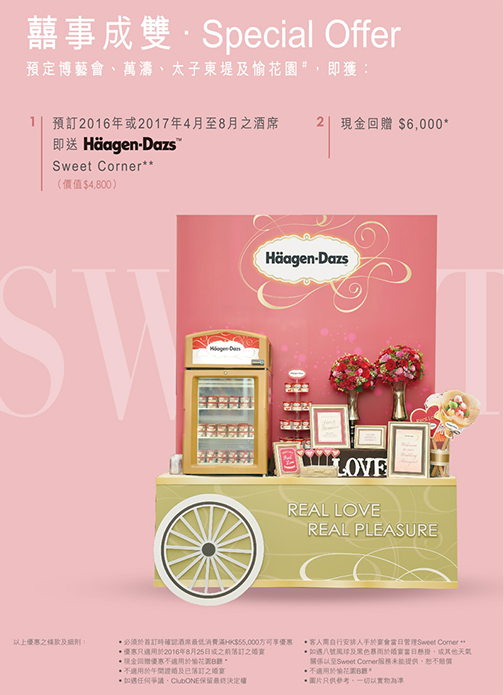 囍事成雙 · Special Offer
預定博藝會、萬濤、太子東堤及愉花園#，即獲：
1 預訂2016年或2017年4月至8月之酒席
即送 Häagen-Dazs™
Sweet Corner**
（價值$4,800）
2 現金回贈 $6,000*
SWEET
Häagen-Dazs
Häagen-Dazs
LOVE
REAL LOVE
REAL PLEASURE
以上優惠之條款及細則：
• 必須於首訂時確認酒席最低消費滿HK$55,000方可享優惠
• 優惠只適用於2016年8月25日或之前落訂之婚宴
• 現金回贈優惠不適用於愉花園B廳*
• 不適用於午間證婚及已落訂之婚宴
• 如遇任何爭議，ClubONE保留最終決定權
• 客人需自行安排人手於宴會當日管理Sweet Corner **
• 如遇八號風球及黑色暴雨於婚宴當日懸掛，或其他天氣
關係以至Sweet Corner服務未能提供，恕不賠償
• 不適用於愉花園B廳#
• 圖片只供參考，一切以實物為準